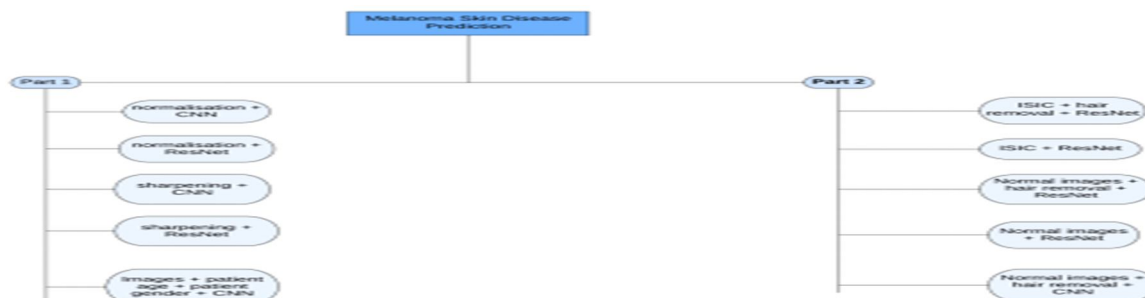 Melanoma Skin Disease
Prediction
Part 1
normalisation +
CNN
normalisation +
ResNet
sharpening +
CNN
sharpening +
ResNet
Images + patient
age + patient
gender + CNN
Part 2
ISIC + hair
removal + ResNet
ISIC + ResNet
Normal images +
hair removal +
ResNet
Normal images
+ ResNet
Normal images +
hair removal +
CNN